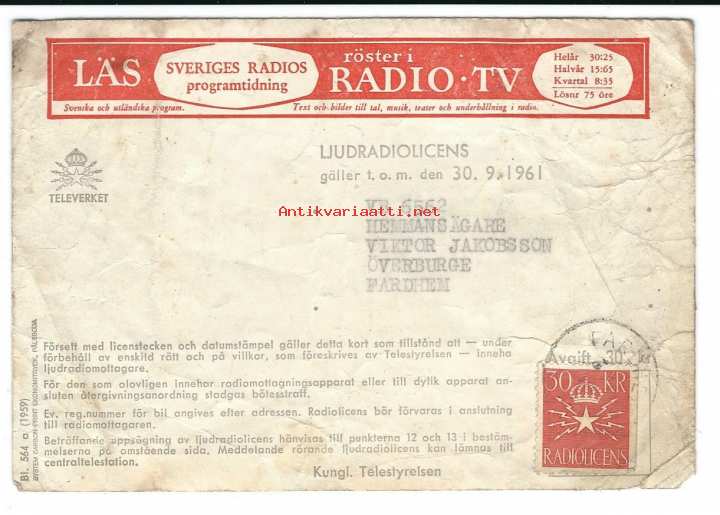 LÄS
SVERIGES RADIOS
programtidning
röster i
RADIO · TV
Helår 30:25
Halvår 15:65
Kvartal 8:35
Lösnr 75 öre
Svenska och utländska program.
Text och bilder till tal, musik, teater och underhållning i radio.
TELEVERKET
LJUDRADIOLICENS
gäller t. o. m. den 30. 9. 1961
Antikvariaatti.net
HEMMANSÄGARE
VIKTOR JAKOBSSON
ÖVERBURGE
FARDHEM
Försett med licenstecken och datumstämpel gäller detta kort som tillstånd att — under
förbehåll av enskild rätt och på villkor, som föreskrives av Telestyrelsen — inneha
ljudradiomottagare.
För den som olovligen innehar radiomottagningsapparat eller till dylik apparat an-
sluten återgivningsanordning stadgas bötesstraff.
Ev. reg.nummer för bil angives efter adressen. Radiolicens bör förvaras i anslutning
till radiomottagaren.
Beträffande uppsägning av ljudradiolicens hänvisas till punkterna 12 och 13 i bestäm-
melserna på omstående sida. Meddelande rörande ljudradiolicens kan lämnas till
centraltelestation.
Kungl. Telestyrelsen
Bl. 564 a (1959)
Avgift 30:
30 KR
RADIOLICENS